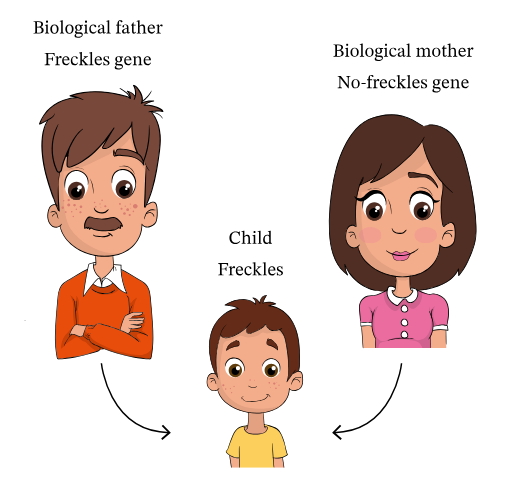 Biological father
Freckles gene
Biological mother
No-freckles gene
Child
Freckles